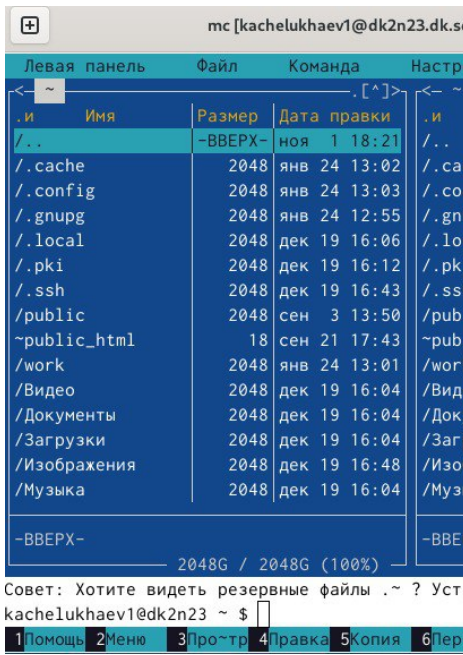 mc [kachelukhaev1@dk2n23.dk.s
Левая панель Файл Команда Настр
<— ~ .[^]> <— ~
.и Имя Размер Дата правки .и
/.. -ВВЕРХ- ноя 1 18:21 /..
/.cache 2048 янв 24 13:02 /.ca
/.config 2048 янв 24 13:03 /.co
/.gnupg 2048 янв 24 12:55 /.gn
/.local 2048 дек 19 16:06 /.lo
/.pki 2048 дек 19 16:12 /.pk
/.ssh 2048 дек 19 16:43 /.ss
/public 2048 сен 3 13:50 /pub
~public_html 18 сен 21 17:43 ~pub
/work 2048 янв 24 13:01 /wor
/Видео 2048 дек 19 16:04 /Вид
/Документы 2048 дек 19 16:04 /Док
/Загрузки 2048 дек 19 16:04 /Заг
/Изображения 2048 дек 19 16:48 /Изо
/Музыка 2048 дек 19 16:04 /Муз
-ВВЕРХ- -ВВЕ
2048G / 2048G (100%)
Совет: Хотите видеть резервные файлы .~ ? Уст
kachelukhaev1@dk2n23 ~ $
1Помощь 2Меню 3Про~тр 4Правка 5Копия 6Пер